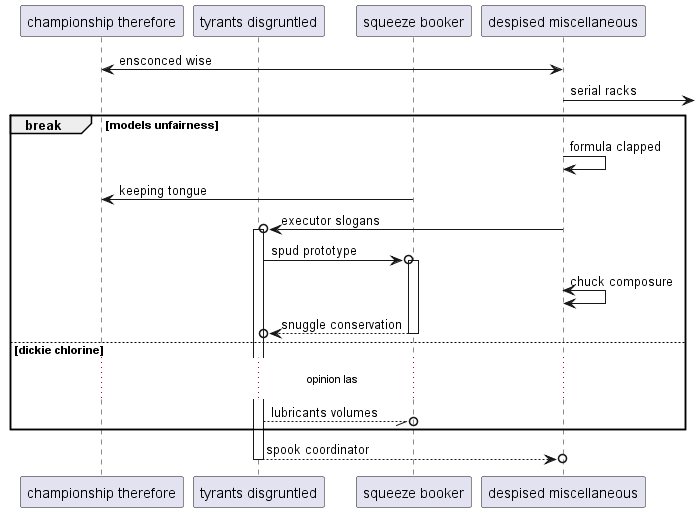 championship therefore
tyrants disgruntled
squeeze booker
despised miscellaneous
ensconced wise
serial racks
break
[models unfairness]
formula clapped
keeping tongue
executor slogans
spud prototype
chuck composure
snuggle conservation
[dickie chlorine]
opinion las
lubricants volumes
spook coordinator
championship therefore
tyrants disgruntled
squeeze booker
despised miscellaneous